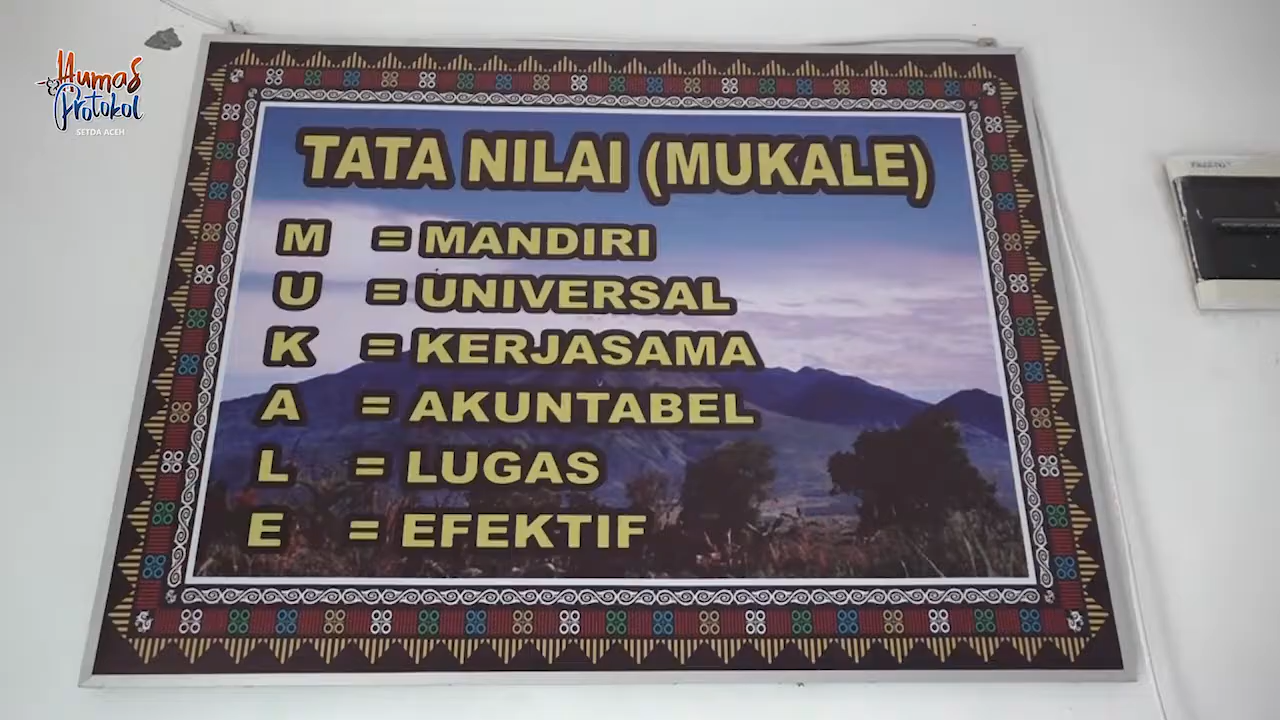 Humas
Protokol
SETDA ACEH
TATA NILAI (MUKALE)
M = MANDIRI
U = UNIVERSAL
K = KERJASAMA
A = AKUNTABEL
L = LUGAS
E = EFEKTIF